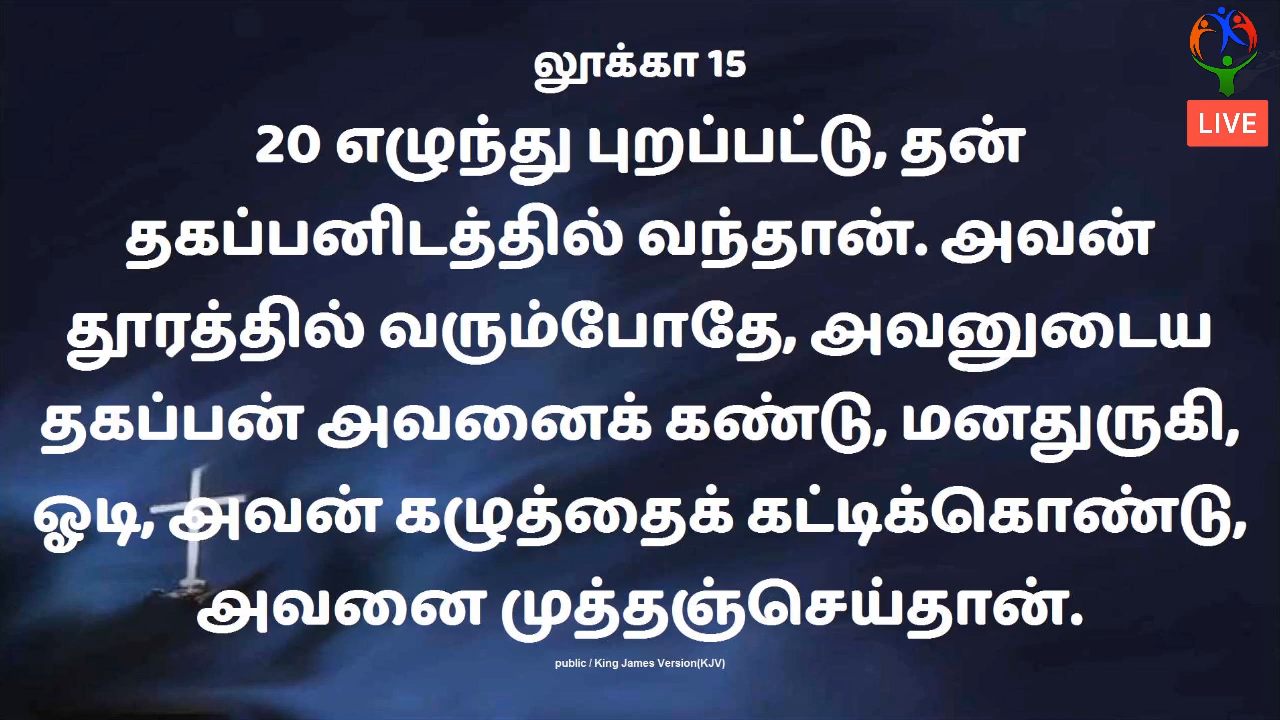 லூக்கா 15
LIVE
20 எழுந்து புறப்பட்டு, தன்
தகப்பனிடத்தில் வந்தான். அவன்
தூரத்தில் வரும்போதே, அவனுடைய
தகப்பன் அவனைக் கண்டு, மனதுருகி,
ஓடி, அவன் கழுத்தைக் கட்டிக்கொண்டு,
அவனை முத்தஞ்செய்தான்.
public / King James Version(KJV)